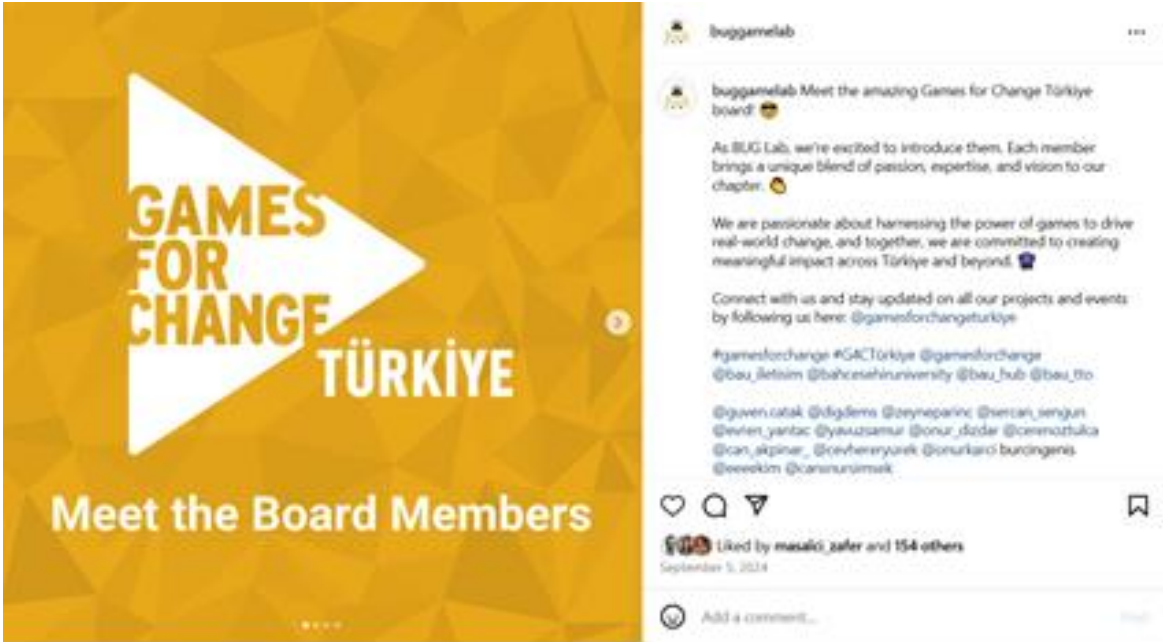 GAMES
FOR
CHANGE
TÜRKİYE
Meet the Board Members
buggamelab
buggamelab Meet the amazing Games for Change Türkiye
board! 😎
As BUG Lab, we're excited to introduce them. Each member
brings a unique blend of passion, expertise, and vision to our
chapter. 👏
We are passionate about harnessing the power of games to drive
real-world change, and together, we are committed to creating
meaningful impact across Türkiye and beyond.
Connect with us and stay updated on all our projects and events
by following us here: @gamesforchangeturkiye
#gamesforchange #G4CTürkiye @gamesforchange
@bau_iletisim @bahcesehiruniversity @bau_hub @bau_tto
@guven.catak @digdems @zeyneparinc @sercan_sengun
@evren_yantac @yavuzsamur @onur_dizdar @cerenoztulca
@can_akpinar_ @cevhereryurek @onurkarci burcingenis
@eeeekim @cansnursimsek
Liked by masalci_zafer and 154 others
September 5, 2024
Add a comment...